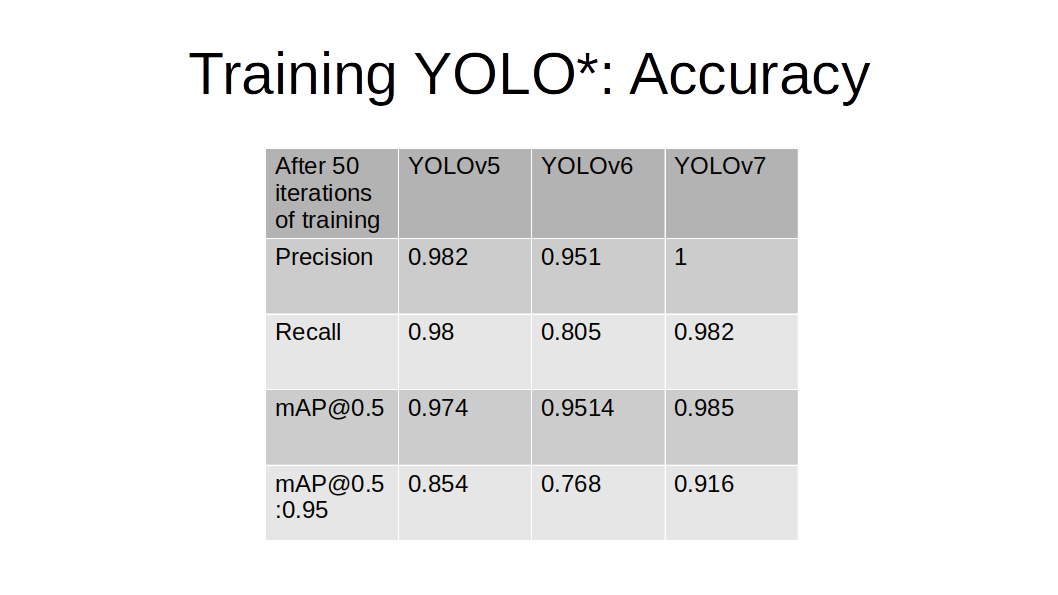 Training YOLO*: Accuracy
After 50 iterations of training YOLOv5 YOLOv6 YOLOv7
Precision 0.982 0.951 1
Recall 0.98 0.805 0.982
mAP@0.5 0.974 0.9514 0.985
mAP@0.5:0.95 0.854 0.768 0.916